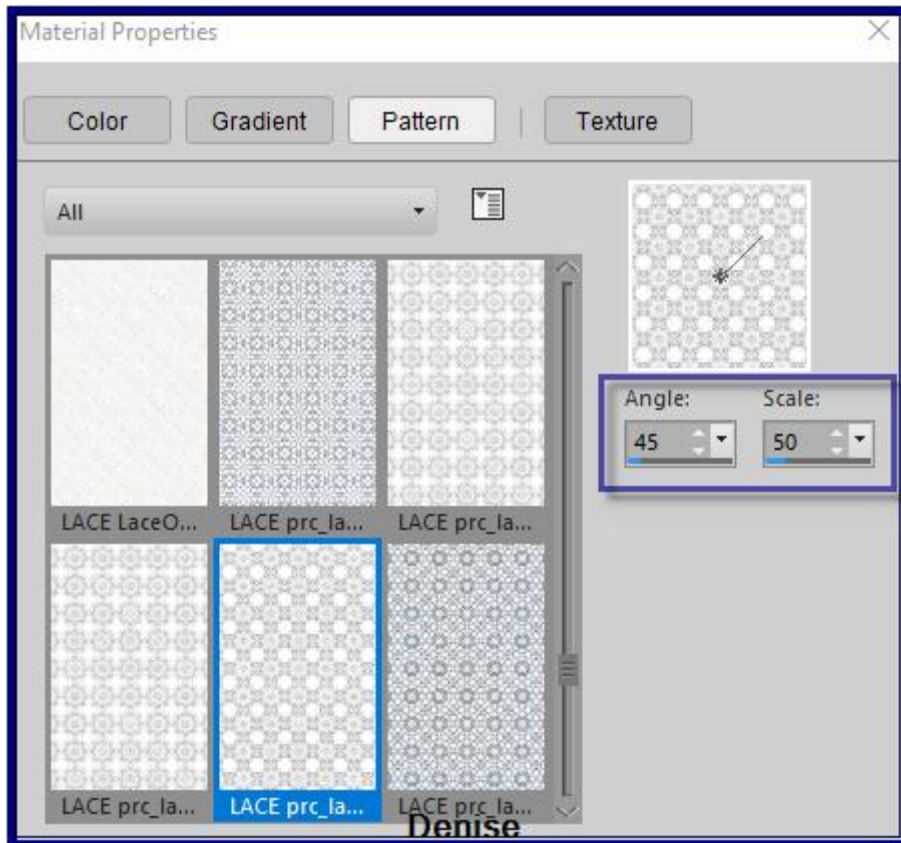 Material Properties
Color Gradient Pattern Texture
All
Angle: Scale:
45 50
LACE LaceO... LACE prc_la... LACE prc_la...
LACE prc_la... LACE prc_la... LACE prc_la...
Denise